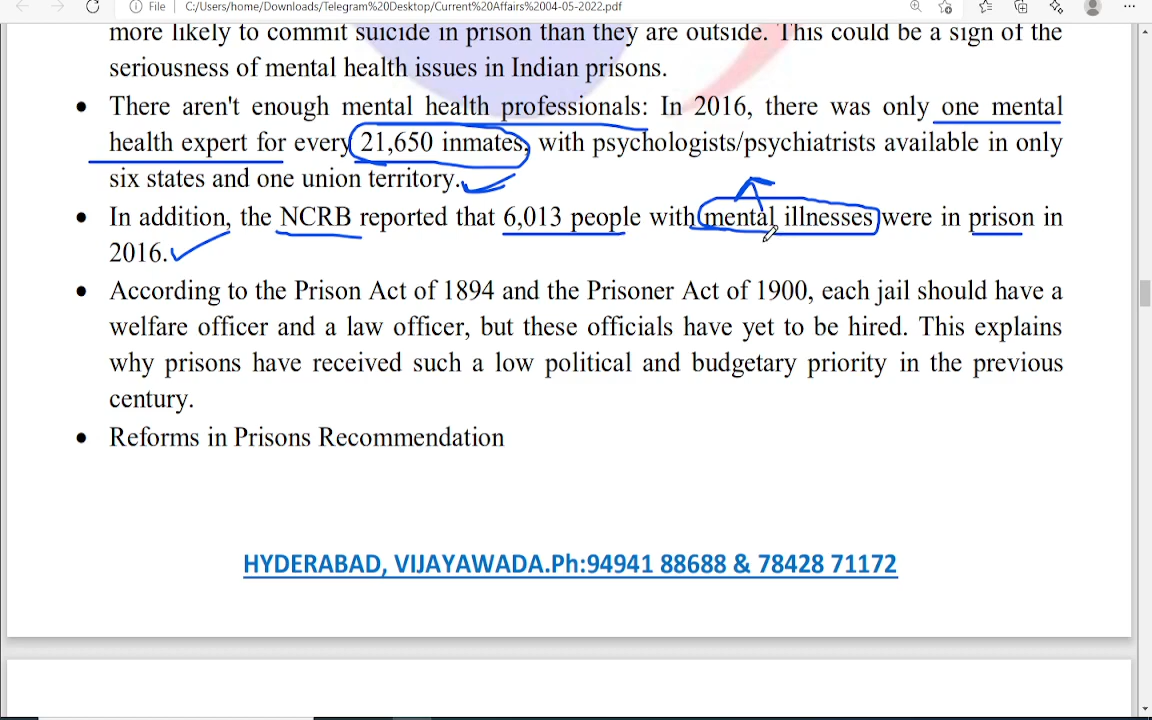 File
C:/Users/home/Downloads/Telegram%20Desktop/Current%20Affairs%2004-05-2022.pdf
more likely to commit suicide in prison than they are outside. This could be a sign of the
seriousness of mental health issues in Indian prisons.
• There aren't enough mental health professionals: In 2016, there was only one mental
health expert for every 21,650 inmates, with psychologists/psychiatrists available in only
six states and one union territory.
• In addition, the NCRB reported that 6,013 people with mental illnesses were in prison in
2016.
• According to the Prison Act of 1894 and the Prisoner Act of 1900, each jail should have a
welfare officer and a law officer, but these officials have yet to be hired. This explains
why prisons have received such a low political and budgetary priority in the previous
century.
• Reforms in Prisons Recommendation
HYDERABAD, VIJAYAWADA.Ph:94941 88688 & 78428 71172